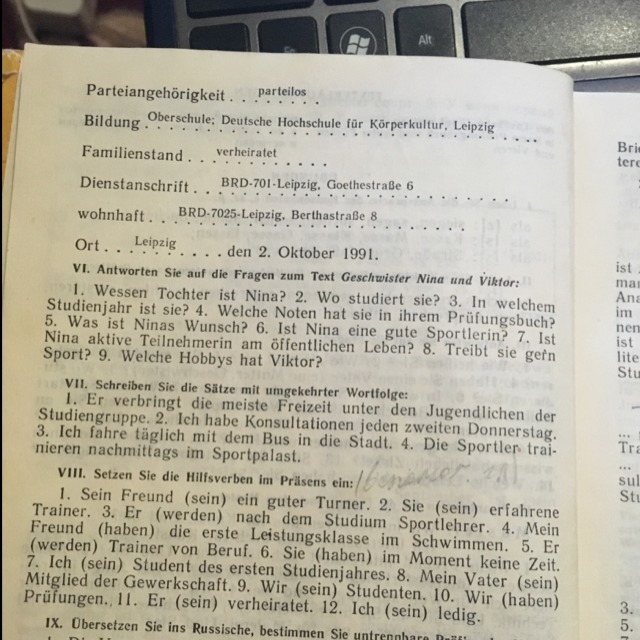 Alt
Parteiangehörigkeit . . parteilos .
Bildung Oberschule; Deutsche Hochschule für Körperkultur, Leipzig
Familienstand . . . verheiratet
Dienstanschrift . . BRD-701-Leipzig, Goethestraße 6
wohnhaft . . BRD-7025-Leipzig, Berthastraße 8
Ort . . Leipzig . . . den 2. Oktober 1991.
VI. Antworten Sie auf die Fragen zum Text Geschwister Nina und Viktor:
1. Wessen Tochter ist Nina? 2. Wo studiert sie? 3. In welchem
Studienjahr ist sie? 4. Welche Noten hat sie in ihrem Prüfungsbuch?
5. Was ist Ninas Wunsch? 6. Ist Nina eine gute Sportlerin? 7. Ist
Nina aktive Teilnehmerin am öffentlichen Leben? 8. Treibt sie gern
Sport? 9. Welche Hobbys hat Viktor?
VII. Schreiben Sie die Sätze mit umgekehrter Wortfolge:
1. Er verbringt die meiste Freizeit unter den Jugendlichen der
Studiengruppe. 2. Ich habe Konsultationen jeden zweiten Donnerstag.
3. Ich fahre täglich mit dem Bus in die Stadt. 4. Die Sportler trai-
nieren nachmittags im Sportpalast.
VIII. Setzen Sie die Hilfsverben im Präsens ein:
1. Sein Freund (sein) ein guter Turner. 2. Sie (sein) erfahrene
Trainer. 3. Er (werden) nach dem Studium Sportlehrer. 4. Mein
Freund (haben) die erste Leistungsklasse im Schwimmen. 5. Er
(werden) Trainer von Beruf. 6. Sie (haben) im Moment keine Zeit.
7. Ich (sein) Student des ersten Studienjahres. 8. Mein Vater (sein)
Mitglied der Gewerkschaft. 9. Wir (sein) Studenten. 10. Wir (haben)
Prüfungen. 11. Er (sein) verheiratet. 12. Ich (sein) ledig.
IX. Übersetzen Sie ins Russische, bestimmen Sie untrennbare